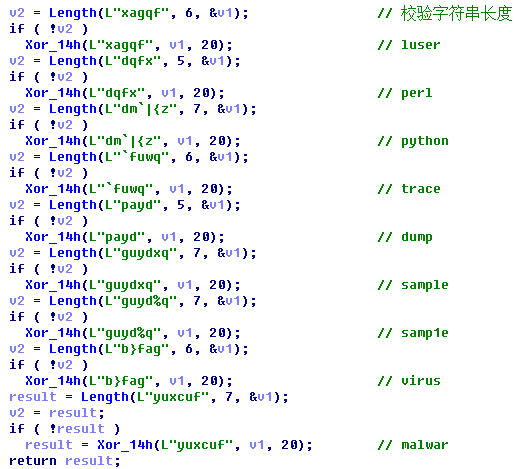 v2 = Length(L"xagqf", 6, &v1); // 校验字符串长度
if ( !v2 )
Xor_14h(L"xagqf", v1, 20); // luser
v2 = Length(L"dqfx", 5, &v1);
if ( !v2 )
Xor_14h(L"dqfx", v1, 20); // perl
v2 = Length(L"dm`|{z", 7, &v1);
if ( !v2 )
Xor_14h(L"dm`|{z", v1, 20); // python
v2 = Length(L"`fuwq", 6, &v1);
if ( !v2 )
Xor_14h(L"`fuwq", v1, 20); // trace
v2 = Length(L"payd", 5, &v1);
if ( !v2 )
Xor_14h(L"payd", v1, 20); // dump
v2 = Length(L"guydxq", 7, &v1);
if ( !v2 )
Xor_14h(L"guydxq", v1, 20); // sample
v2 = Length(L"guyd%q", 7, &v1);
if ( !v2 )
Xor_14h(L"guyd%q", v1, 20); // samp1e
v2 = Length(L"b}fag", 6, &v1);
if ( !v2 )
Xor_14h(L"b}fag", v1, 20); // virus
result = Length(L"yuxcuf", 7, &v1);
v2 = result;
if ( !result )
result = Xor_14h(L"yuxcuf", v1, 20); // malwar
return result;